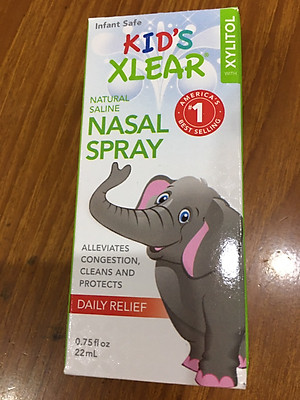 Infant Safe
KID'S
XLEAR
WITH
XYLITOL
NATURAL
SALINE
NASAL
SPRAY
AMERICA'S
#1
BEST SELLING
ALLEVIATES
CONGESTION,
CLEANS AND
PROTECTS
DAILY RELIEF
0.75 fl oz
22mL